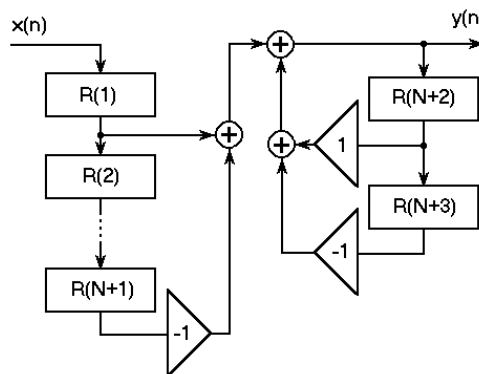 x(n)
y(n
R(1)
R(N+2)
1
R(2)
R(N+3)
-1
R(N+1)
-1